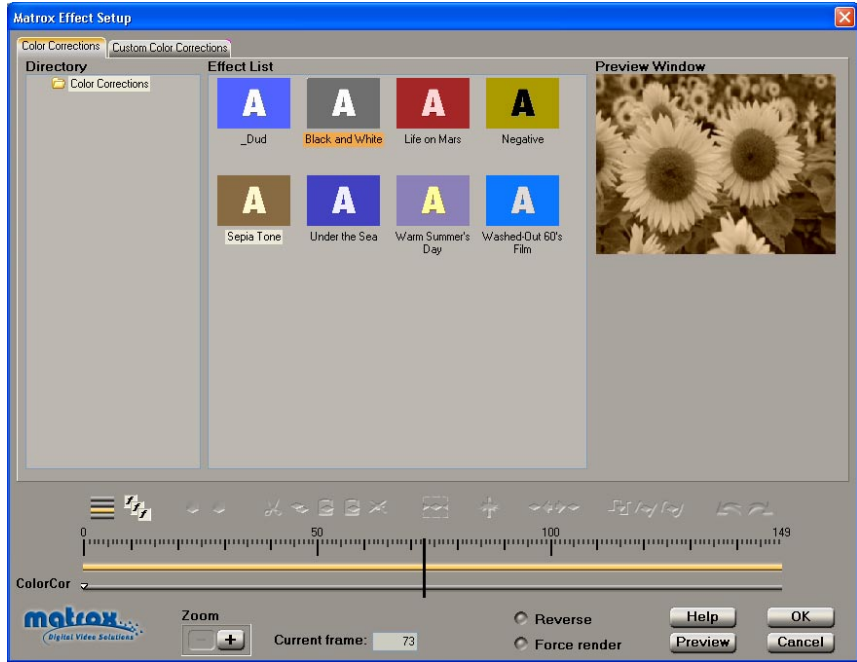 Matrox Effect Setup
Color Corrections Custom Color Corrections
Directory Effect List Preview Window
Color Corrections
A A A A
_Dud Black and White Life on Mars Negative
A A A A
Sepia Tone Under the Sea Warm Summer's Day Washed-Out 60's Film
0 50 100 149
ColorCor
matrox
Digital Video Solutions
Zoom
Current frame: 73
Reverse
Force render
Help OK
Preview Cancel